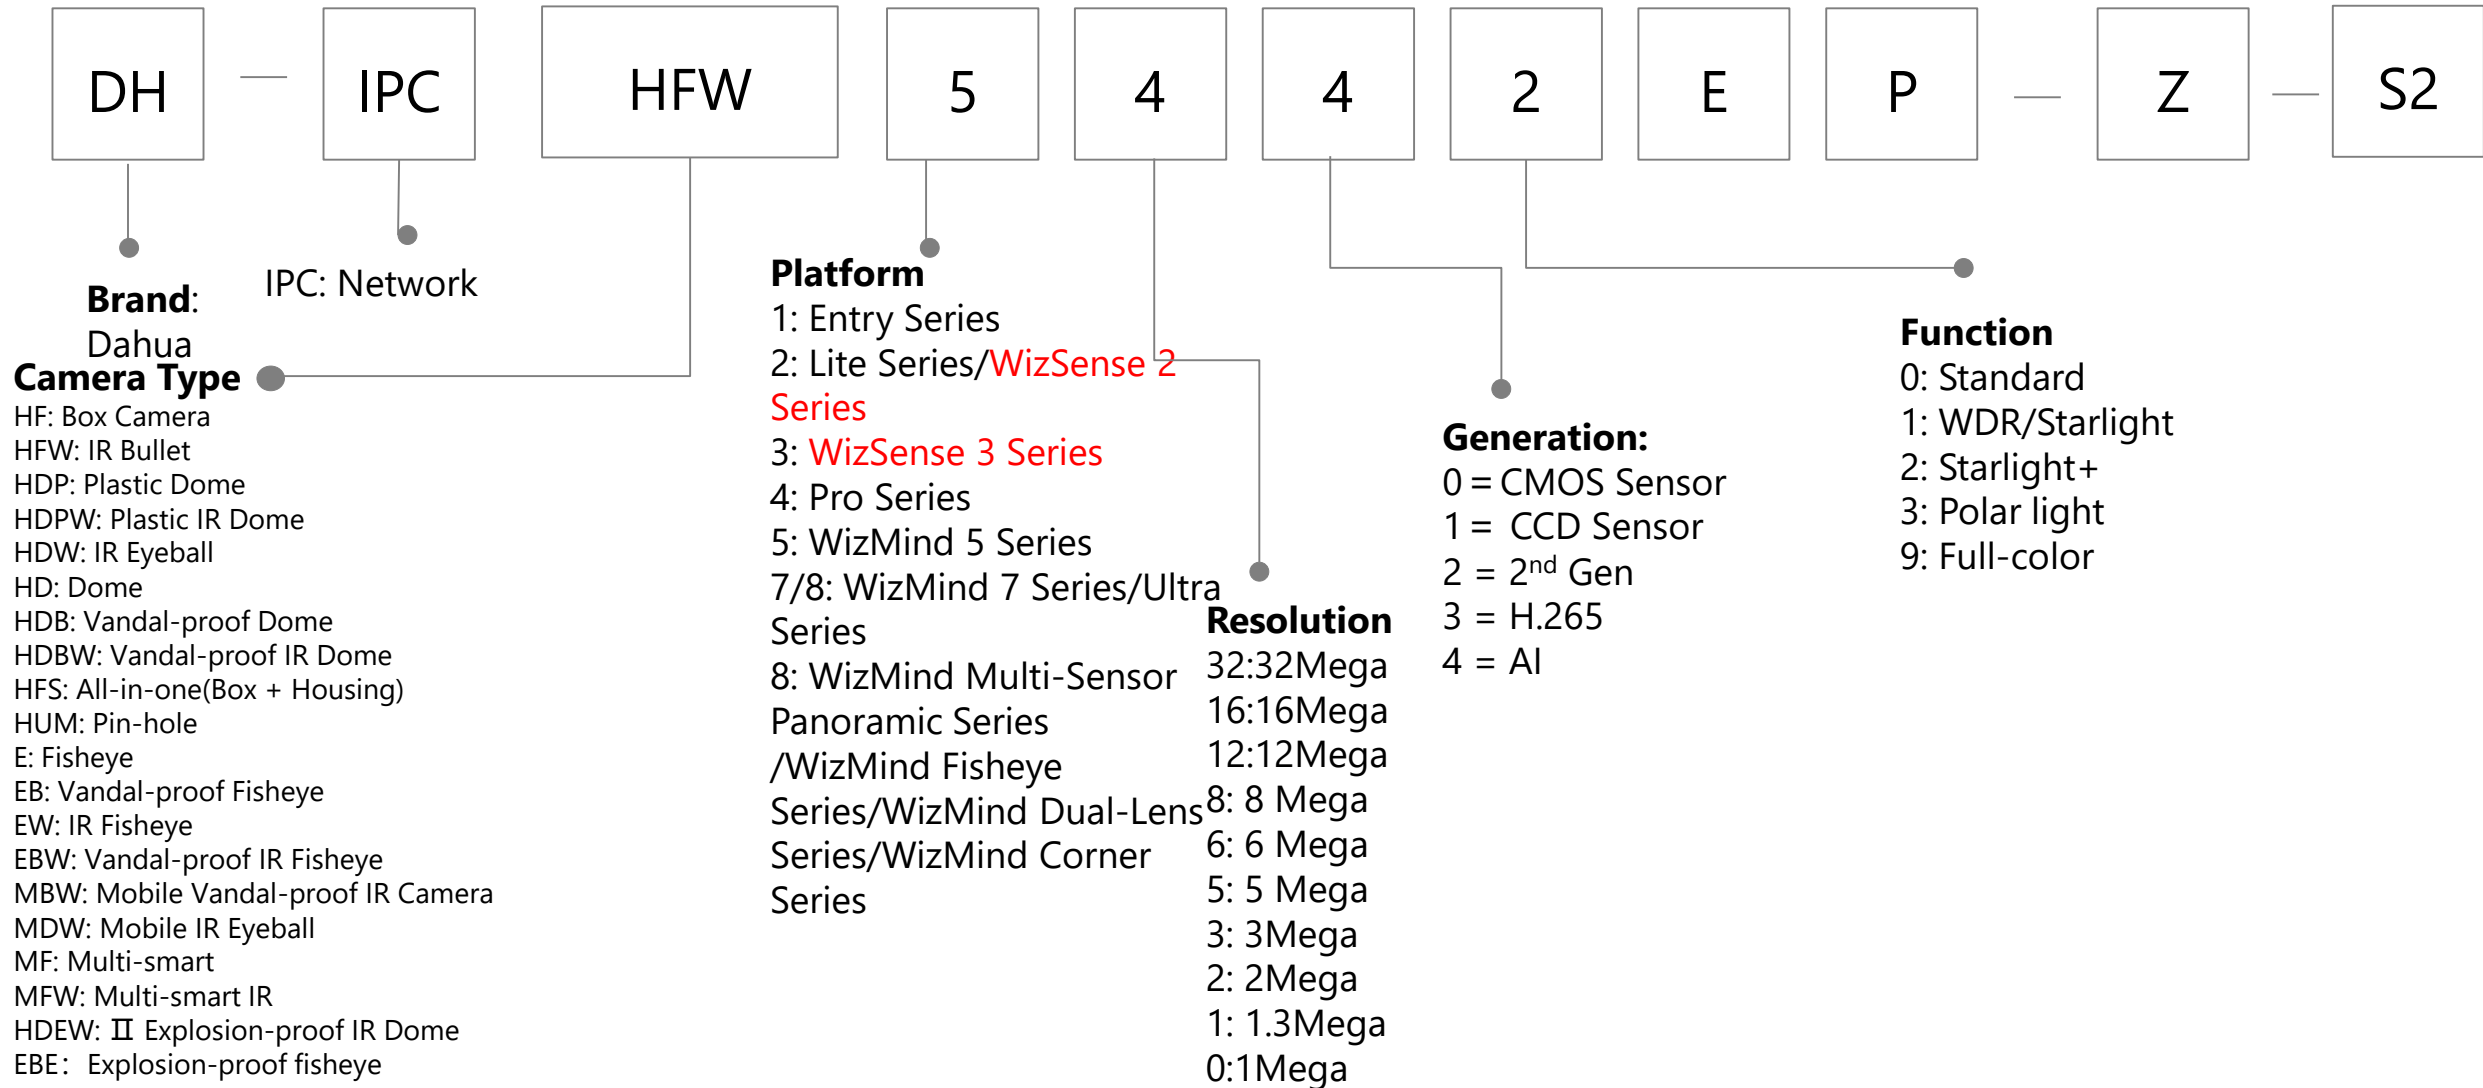 DH — IPC HFW 5 4 4 2 E P — Z — S2
Brand:
Dahua
IPC: Network
Camera Type
HF: Box Camera
HFW: IR Bullet
HDP: Plastic Dome
HDPW: Plastic IR Dome
HDW: IR Eyeball
HD: Dome
HDB: Vandal-proof Dome
HDBW: Vandal-proof IR Dome
HFS: All-in-one(Box + Housing)
HUM: Pin-hole
E: Fisheye
EB: Vandal-proof Fisheye
EW: IR Fisheye
EBW: Vandal-proof IR Fisheye
MBW: Mobile Vandal-proof IR Camera
MDW: Mobile IR Eyeball
MF: Multi-smart
MFW: Multi-smart IR
HDEW: Ⅱ Explosion-proof IR Dome
EBE： Explosion-proof fisheye
Platform
1: Entry Series
2: Lite Series/WizSense 2
Series
3: WizSense 3 Series
4: Pro Series
5: WizMind 5 Series
7/8: WizMind 7 Series/Ultra
Series
8: WizMind Multi-Sensor
Panoramic Series
/WizMind Fisheye
Series/WizMind Dual-Lens
Series/WizMind Corner
Series
Resolution
32:32Mega
16:16Mega
12:12Mega
8: 8 Mega
6: 6 Mega
5: 5 Mega
3: 3Mega
2: 2Mega
1: 1.3Mega
0:1Mega
Generation:
0 = CMOS Sensor
1 = CCD Sensor
2 = 2nd Gen
3 = H.265
4 = AI
Function
0: Standard
1: WDR/Starlight
2: Starlight+
3: Polar light
9: Full-color